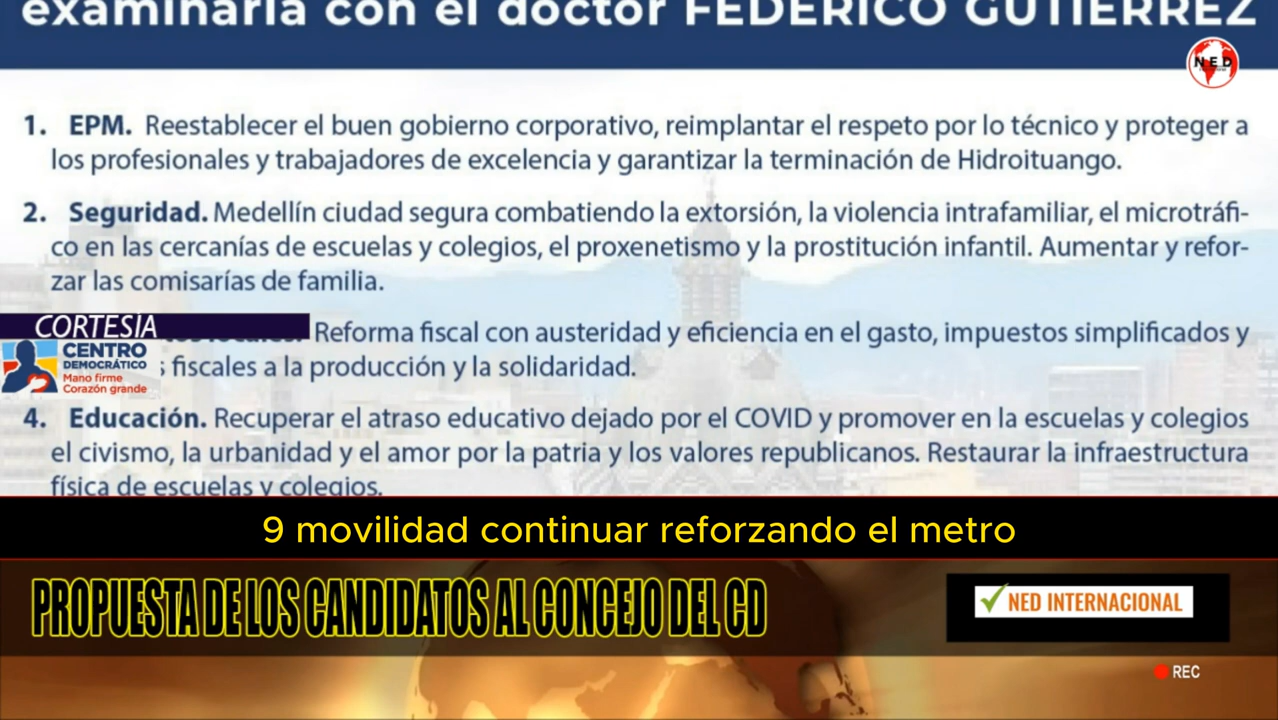 examinaría con el doctor FEDERICO GUTIÉRREZ
NED
1. EPM. Reestablecer el buen gobierno corporativo, reimplantar el respeto por lo técnico y proteger a
los profesionales y trabajadores de excelencia y garantizar la terminación de Hidroituango.
2. Seguridad. Medellín ciudad segura combatiendo la extorsión, la violencia intrafamiliar, el microtráfi-
co en las cercanías de escuelas y colegios, el proxenetismo y la prostitución infantil. Aumentar y refor-
zar las comisarías de familia.
CORTESÍA
Reforma fiscal con austeridad y eficiencia en el gasto, impuestos simplificados y
CENTRO
DEMOCRÁTICO
Mano firme
Corazón grande
fiscales a la producción y la solidaridad.
4. Educación. Recuperar el atraso educativo dejado por el COVID y promover en la escuelas y colegios
el civismo, la urbanidad y el amor por la patria y los valores republicanos. Restaurar la infraestructura
física de escuelas y colegios.
9 movilidad continuar reforzando el metro
PROPUESTA DE LOS CANDIDATOS AL CONCEJO DEL CD
NED INTERNACIONAL
REC